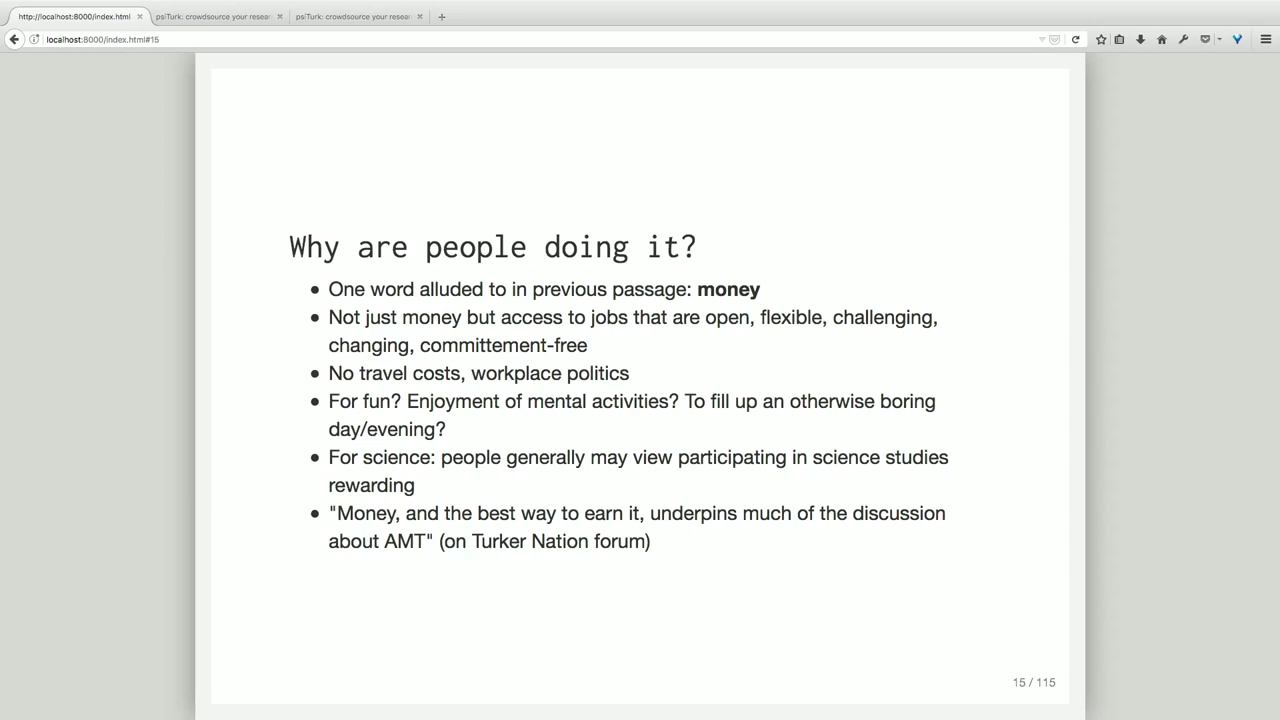 http://localhost:8000/index.html
psiTurk: crowdsource your resear
psiTurk: crowdsource your resear
localhost:8000/index.html#15
Why are people doing it?
One word alluded to in previous passage: money
Not just money but access to jobs that are open, flexible, challenging,
changing, committement-free
No travel costs, workplace politics
For fun? Enjoyment of mental activities? To fill up an otherwise boring
day/evening?
For science: people generally may view participating in science studies
rewarding
"Money, and the best way to earn it, underpins much of the discussion
about AMT" (on Turker Nation forum)
15 / 115